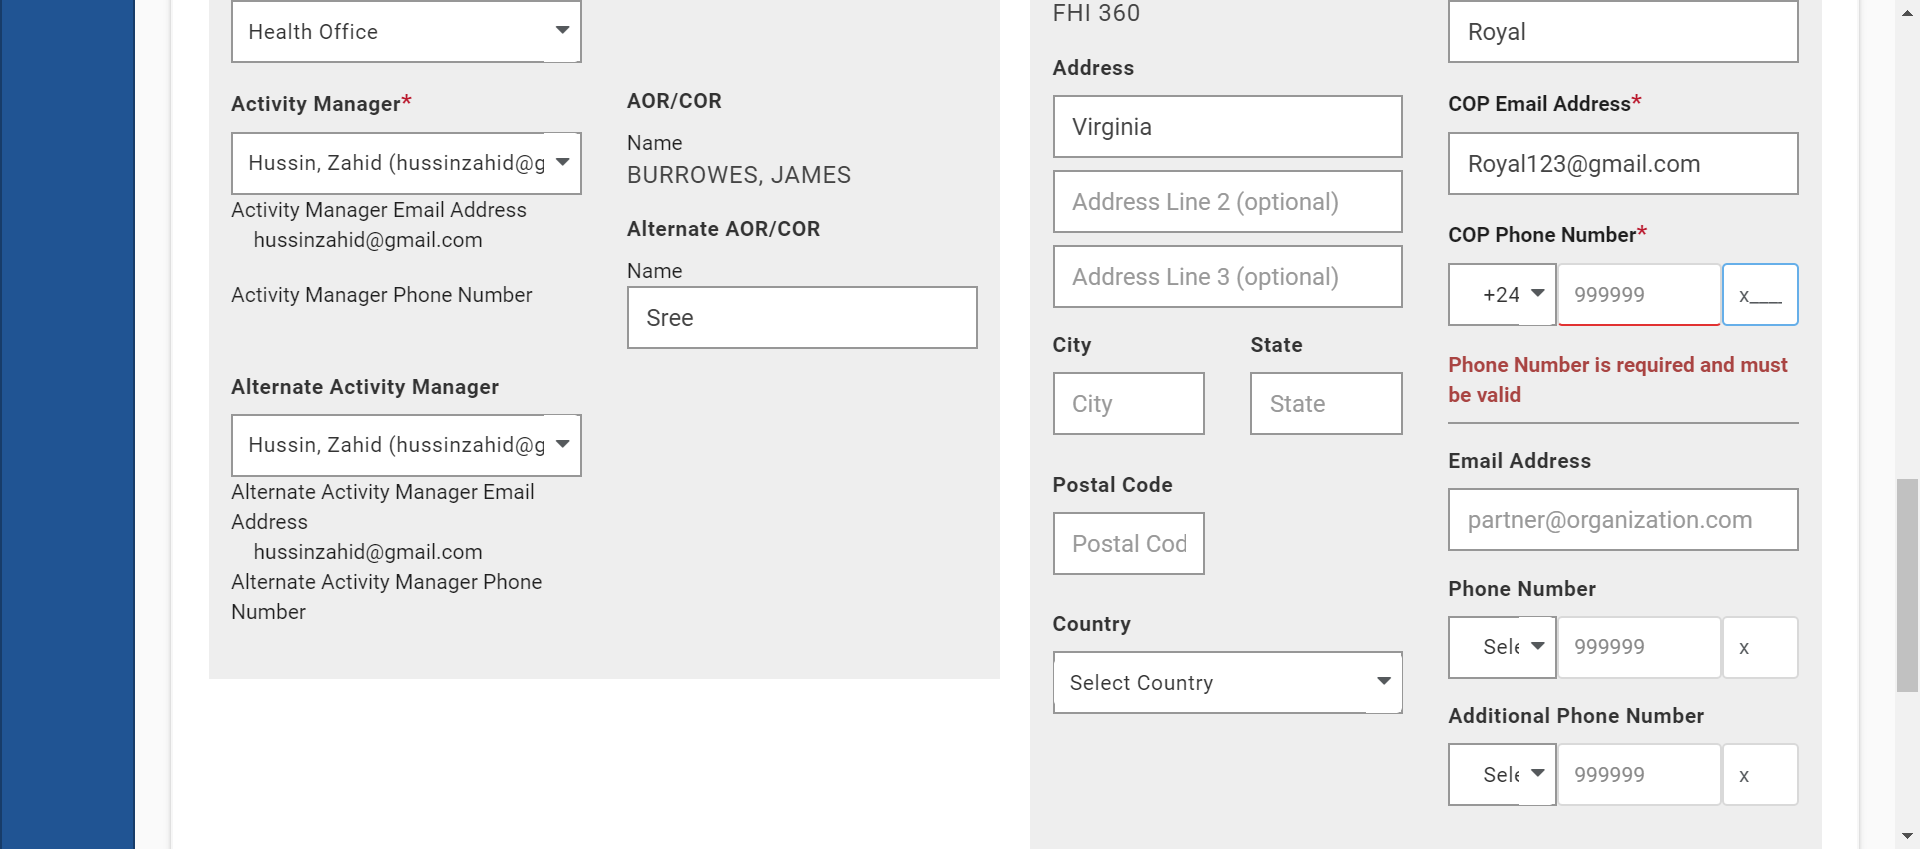 Health Office
Activity Manager*
Hussin, Zahid (hussinzahid@g
Activity Manager Email Address
hussinzahid@gmail.com
Activity Manager Phone Number
Alternate Activity Manager
Hussin, Zahid (hussinzahid@g
Alternate Activity Manager Email
Address
hussinzahid@gmail.com
Alternate Activity Manager Phone
Number
AOR/COR
Name
BURROWES, JAMES
Alternate AOR/COR
Name
Sree
FHI 360
Address
Virginia
Address Line 2 (optional)
Address Line 3 (optional)
City
State
City
State
Postal Code
Postal Cod
Country
Select Country
Royal
COP Email Address*
Royal123@gmail.com
COP Phone Number*
+24
999999
x____
Phone Number is required and must
be valid
Email Address
partner@organization.com
Phone Number
Sele
999999
x
Additional Phone Number
Sele
999999
x